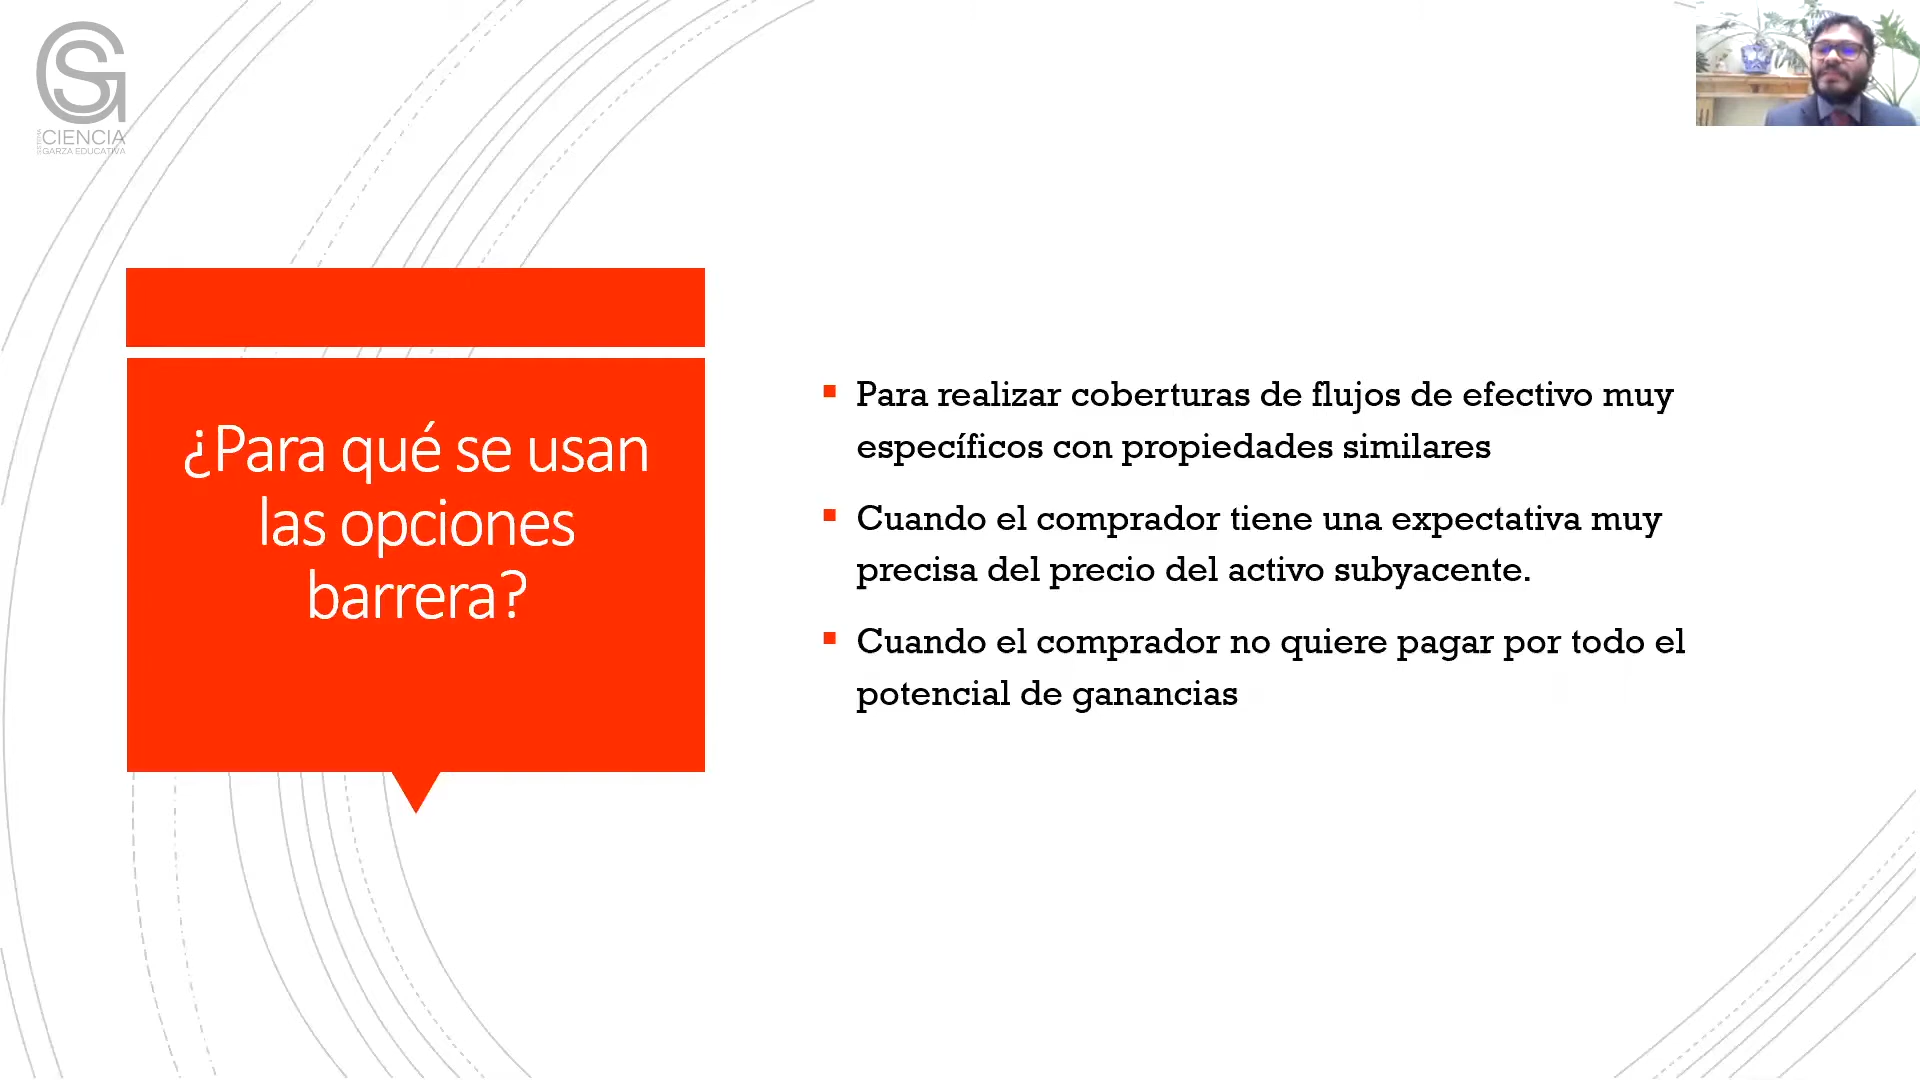 CIENCIA
GARZA EDUCATIVA
¿Para qué se usan
las opciones
barrera?
Para realizar coberturas de flujos de efectivo muy
específicos con propiedades similares
Cuando el comprador tiene una expectativa muy
precisa del precio del activo subyacente.
Cuando el comprador no quiere pagar por todo el
potencial de ganancias